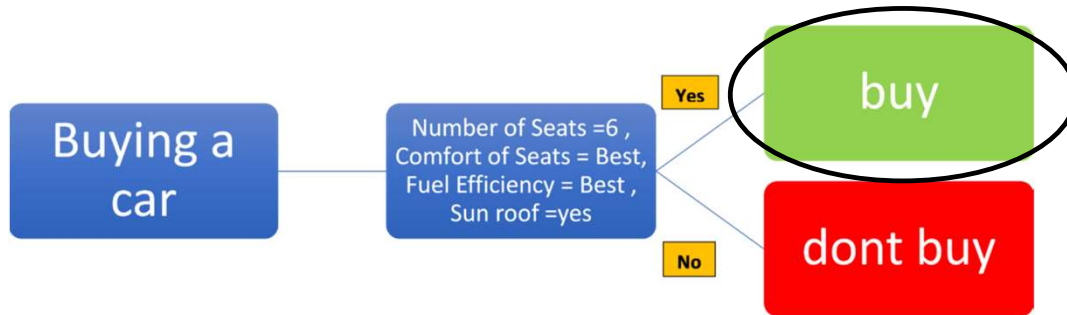 Buying a
car
Number of Seats =6 ,
Comfort of Seats = Best,
Fuel Efficiency = Best ,
Sun roof =yes
Yes
buy
No
dont buy